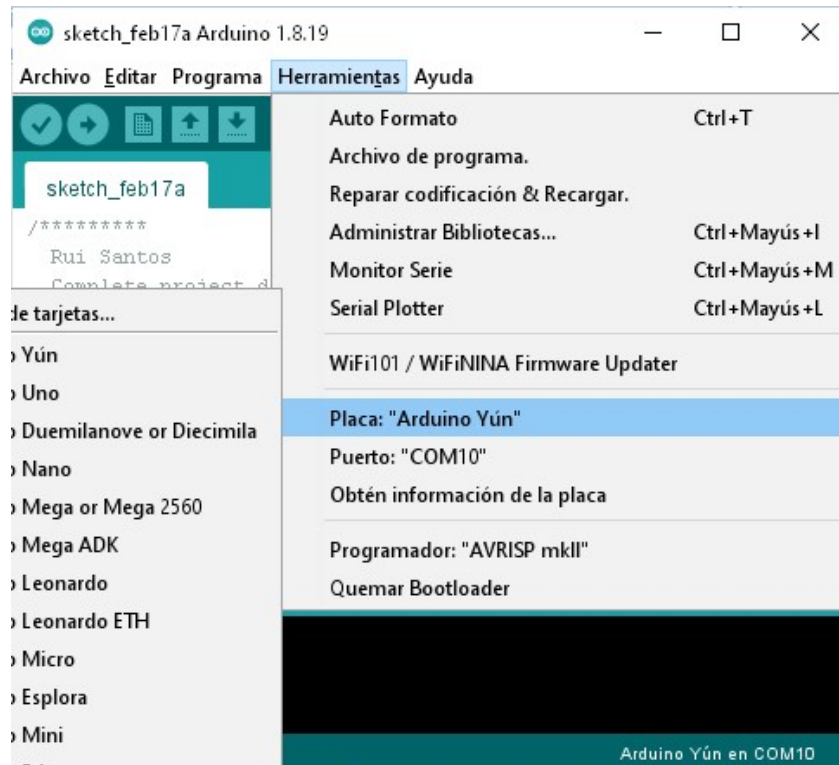 sketch_feb17a Arduino 1.8.19
Archivo Editar Programa Herramientas Ayuda
Auto Formato Ctrl+T
Archivo de programa.
Reparar codificación & Recargar.
Administrar Bibliotecas... Ctrl+Mayús+I
Monitor Serie Ctrl+Mayús+M
Serial Plotter Ctrl+Mayús+L
WiFi101 / WiFiNINA Firmware Updater
Placa: "Arduino Yún"
Puerto: "COM10"
Obtén información de la placa
Programador: "AVRISP mkII"
Quemar Bootloader
sketch_feb17a
/*********
Rui Santos
Complete project d
de tarjetas...
o Yún
o Uno
o Duemilanove or Diecimila
o Nano
o Mega or Mega 2560
o Mega ADK
o Leonardo
o Leonardo ETH
o Micro
o Esplora
o Mini
Arduino Yún en COM10